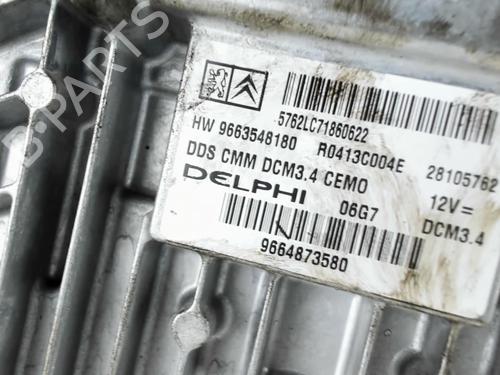 5762LC71860622
HW 9663548180 R0413C004E 28105762
DDS CMM DCM3.4 CEMO 12V=
DELPHI 06G7 DCM3.4
9664873580
B-PARTS